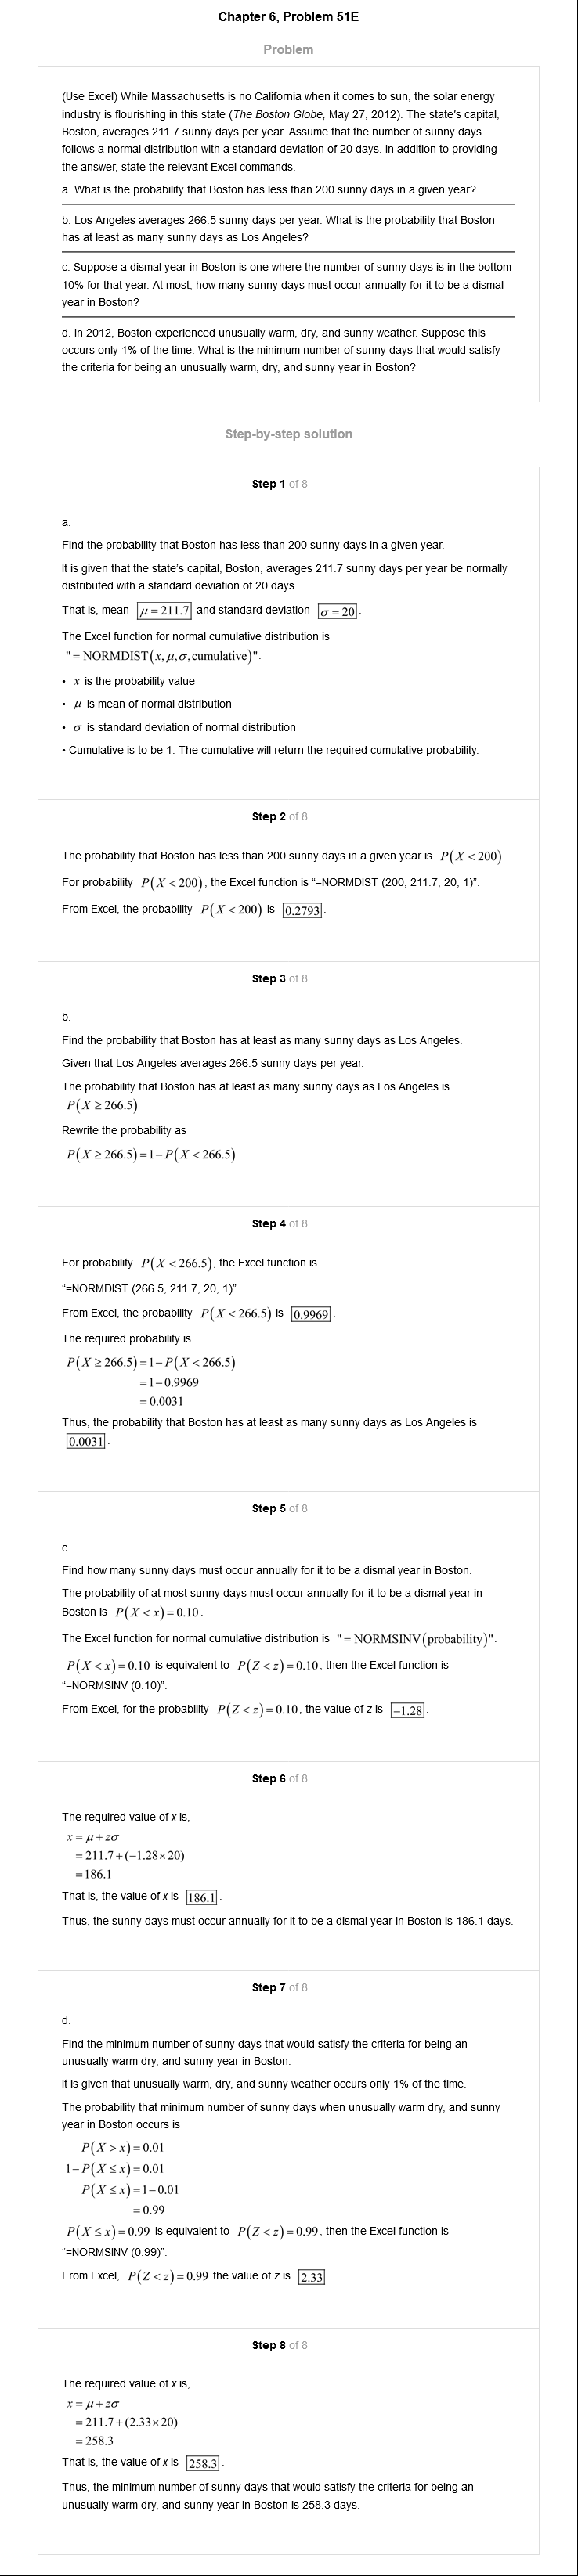 Chapter 6, Problem 51E
Problem
(Use Excel) While Massachusetts is no California when it comes to sun, the solar energy
industry is flourishing in this state (The Boston Globe, May 27, 2012). The state's capital,
Boston, averages 211.7 sunny days per year. Assume that the number of sunny days
follows a normal distribution with a standard deviation of 20 days. In addition to providing
the answer, state the relevant Excel commands.
a. What is the probability that Boston has less than 200 sunny days in a given year?
b. Los Angeles averages 266.5 sunny days per year. What is the probability that Boston
has at least as many sunny days as Los Angeles?
c. Suppose a dismal year in Boston is one where the number of sunny days is in the bottom
10% for that year. At most, how many sunny days must occur annually for it to be a dismal
year in Boston?
d. In 2012, Boston experienced unusually warm, dry, and sunny weather. Suppose this
occurs only 1% of the time. What is the minimum number of sunny days that would satisfy
the criteria for being an unusually warm, dry, and sunny year in Boston?
Step-by-step solution
Step 1 of 8
a.
Find the probability that Boston has less than 200 sunny days in a given year.
It is given that the state's capital, Boston, averages 211.7 sunny days per year be normally
distributed with a standard deviation of 20 days.
That is, mean μ = 211.7 and standard deviation σ = 20.
The Excel function for normal cumulative distribution is
"= NORMDIST(x, μ, σ, cumulative)".
• x is the probability value
• μ is mean of normal distribution
• σ is standard deviation of normal distribution
• Cumulative is to be 1. The cumulative will return the required cumulative probability.
Step 2 of 8
The probability that Boston has less than 200 sunny days in a given year is P(X < 200).
For probability P(X < 200), the Excel function is “=NORMDIST (200, 211.7, 20, 1)”.
From Excel, the probability P(X < 200) is 0.2793.
Step 3 of 8
b.
Find the probability that Boston has at least as many sunny days as Los Angeles.
Given that Los Angeles averages 266.5 sunny days per year.
The probability that Boston has at least as many sunny days as Los Angeles is
P(X ≥ 266.5).
Rewrite the probability as
P(X ≥ 266.5) = 1 − P(X < 266.5)
Step 4 of 8
For probability P(X < 266.5), the Excel function is
“=NORMDIST (266.5, 211.7, 20, 1)”.
From Excel, the probability P(X < 266.5) is 0.9969.
The required probability is
P(X ≥ 266.5) = 1 − P(X < 266.5)
= 1 − 0.9969
= 0.0031
Thus, the probability that Boston has at least as many sunny days as Los Angeles is
0.0031.
Step 5 of 8
c.
Find how many sunny days must occur annually for it to be a dismal year in Boston.
The probability of at most sunny days must occur annually for it to be a dismal year in
Boston is P(X < x) = 0.10.
The Excel function for normal cumulative distribution is "= NORMSINV(probability)".
P(X < x) = 0.10 is equivalent to P(Z < z) = 0.10, then the Excel function is
“=NORMSINV (0.10)”.
From Excel, for the probability P(Z < z) = 0.10, the value of z is −1.28.
Step 6 of 8
The required value of x is,
x = μ + zσ
= 211.7 + (−1.28 × 20)
= 186.1
That is, the value of x is 186.1.
Thus, the sunny days must occur annually for it to be a dismal year in Boston is 186.1 days.
Step 7 of 8
d.
Find the minimum number of sunny days that would satisfy the criteria for being an
unusually warm dry, and sunny year in Boston.
It is given that unusually warm, dry, and sunny weather occurs only 1% of the time.
The probability that minimum number of sunny days when unusually warm dry, and sunny
year in Boston occurs is
P(X > x) = 0.01
1 − P(X ≤ x) = 0.01
P(X ≤ x) = 1 − 0.01
= 0.99
P(X ≤ x) = 0.99 is equivalent to P(Z < z) = 0.99, then the Excel function is
“=NORMSINV (0.99)”.
From Excel, P(Z < z) = 0.99 the value of z is 2.33.
Step 8 of 8
The required value of x is,
x = μ + zσ
= 211.7 + (2.33 × 20)
= 258.3
That is, the value of x is 258.3.
Thus, the minimum number of sunny days that would satisfy the criteria for being an
unusually warm dry, and sunny year in Boston is 258.3 days.